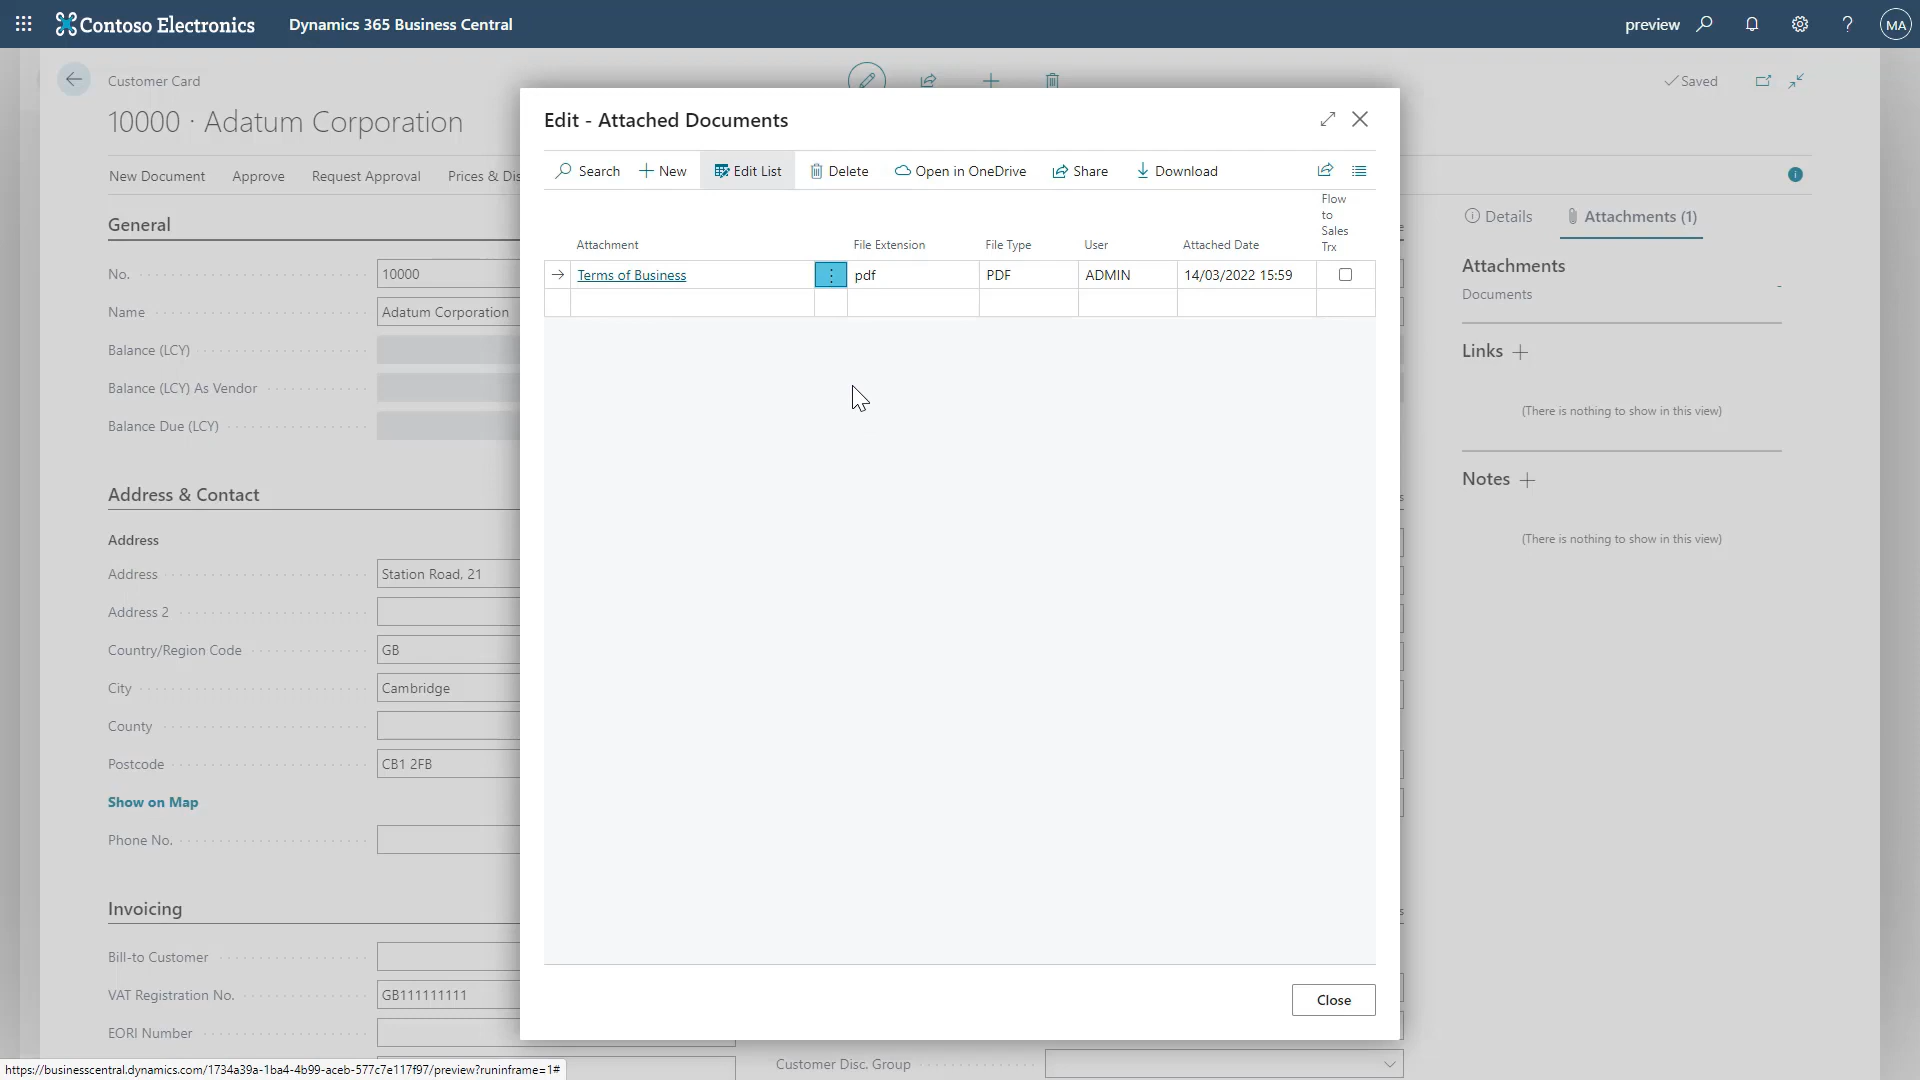 Contoso Electronics
Dynamics 365 Business Central
preview
?
MA
Customer Card
Saved
10000 · Adatum Corporation
New Document
Approve
Request Approval
Prices & Dis
General
No.
10000
Name
Adatum Corporation
Balance (LCY)
Balance (LCY) As Vendor
Balance Due (LCY)
Address & Contact
Address
Address
Station Road, 21
Address 2
Country/Region Code
GB
City
Cambridge
County
Postcode
CB1 2FB
Show on Map
Phone No.
Invoicing
Bill-to Customer
VAT Registration No.
GB111111111
EORI Number
Customer Disc. Group
Edit - Attached Documents
Search
New
Edit List
Delete
Open in OneDrive
Share
Download
Attachment
File Extension
File Type
User
Attached Date
Flow
to
Sales
Trx
Terms of Business
pdf
PDF
ADMIN
14/03/2022 15:59
Close
Details
Attachments (1)
Attachments
Documents
-
Links
(There is nothing to show in this view)
Notes
(There is nothing to show in this view)
https://businesscentral.dynamics.com/1734a39a-1ba4-4b99-aceb-577c7e117f97/preview?runinframe=1#